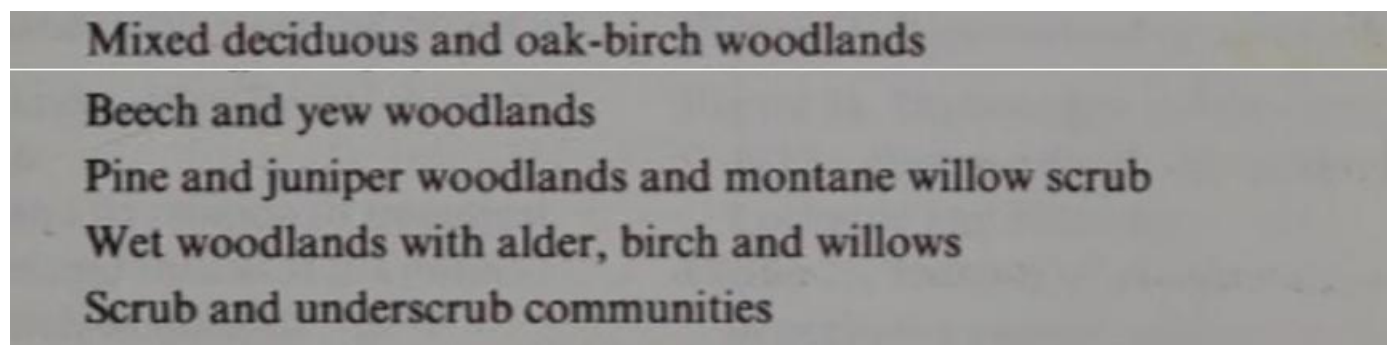 Mixed deciduous and oak-birch woodlands
Beech and yew woodlands
Pine and juniper woodlands and montane willow scrub
Wet woodlands with alder, birch and willows
Scrub and underscrub communities